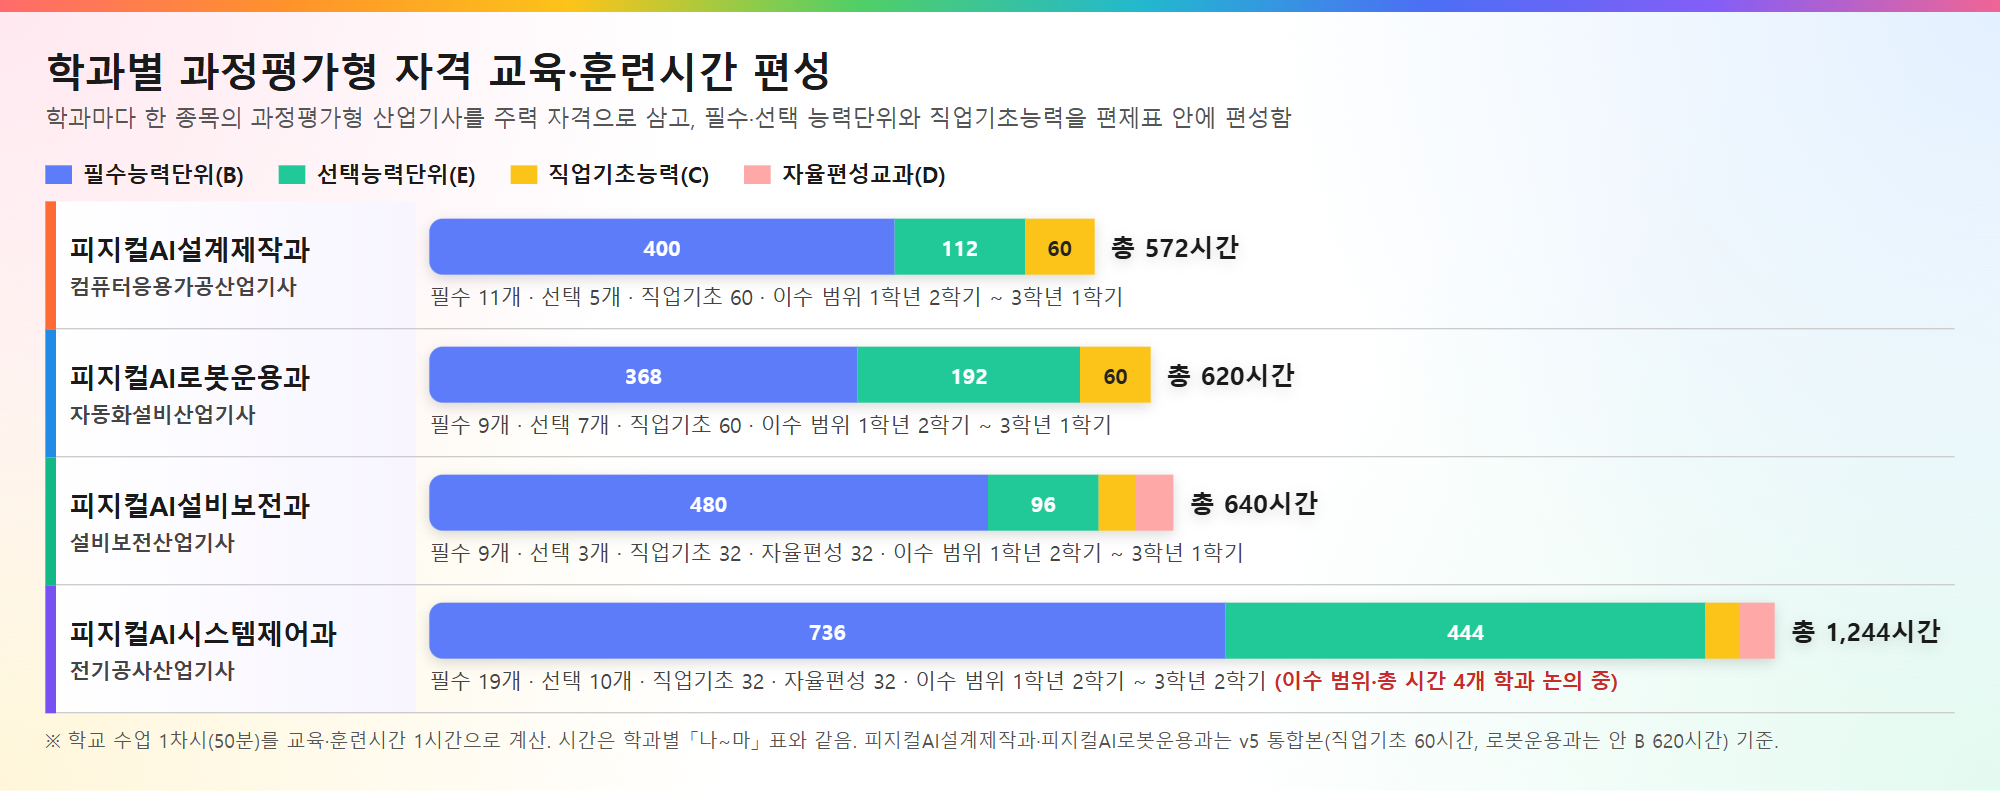 학과별 과정평가형 자격 교육·훈련시간 편성
학과마다 한 종목의 과정평가형 산업기사를 주력 자격으로 삼고, 필수·선택 능력단위와 직업기초능력을 편제표 안에 편성함
필수능력단위(B) 선택능력단위(E) 직업기초능력(C) 자율편성교과(D)
피지컬AI설계제작과
컴퓨터응용가공산업기사
400 112 60 총 572시간
필수 11개 · 선택 5개 · 직업기초 60 · 이수 범위 1학년 2학기 ~ 3학년 1학기
피지컬AI로봇운용과
자동화설비산업기사
368 192 60 총 620시간
필수 9개 · 선택 7개 · 직업기초 60 · 이수 범위 1학년 2학기 ~ 3학년 1학기
피지컬AI설비보전과
설비보전산업기사
480 96 총 640시간
필수 9개 · 선택 3개 · 직업기초 32 · 자율편성 32 · 이수 범위 1학년 2학기 ~ 3학년 1학기
피지컬AI시스템제어과
전기공사산업기사
736 444 총 1,244시간
필수 19개 · 선택 10개 · 직업기초 32 · 자율편성 32 · 이수 범위 1학년 2학기 ~ 3학년 2학기 (이수 범위·총 시간 4개 학과 논의 중)
※ 학교 수업 1차시(50분)를 교육·훈련시간 1시간으로 계산. 시간은 학과별 「나~마」 표와 같음. 피지컬AI설계제작과·피지컬AI로봇운용과는 v5 통합본(직업기초 60시간, 로봇운용과는 안 B 620시간) 기준.